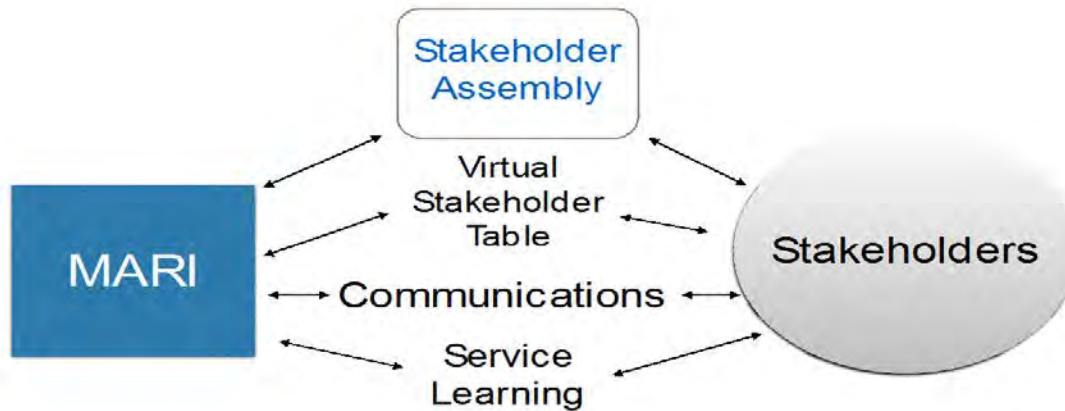 Stakeholder
Assembly
Virtual
Stakeholder
Table
MARI
Stakeholders
Communications
Service
Learning